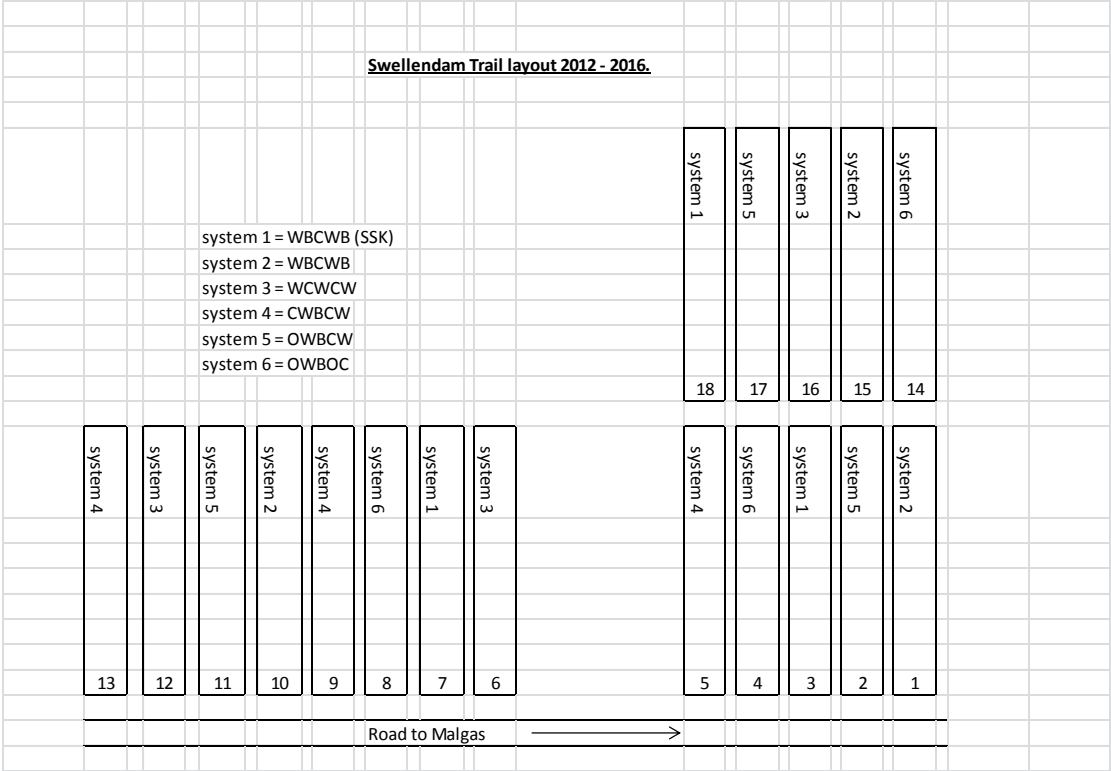 Swellendam Trail layout 2012 - 2016.
system 1 system 5 system 3 system 2 system 6
system 1 = WBCWB (SSK)
system 2 = WBCWB
system 3 = WCWCW
system 4 = CWBCW
system 5 = OWBCW
system 6 = OWBOC
18 17 16 15 14
system 4 system 3 system 5 system 2 system 4 system 6 system 1 system 3 system 4 system 6 system 1 system 5 system 2
13 12 11 10 9 8 7 6 5 4 3 2 1
Road to Malgas